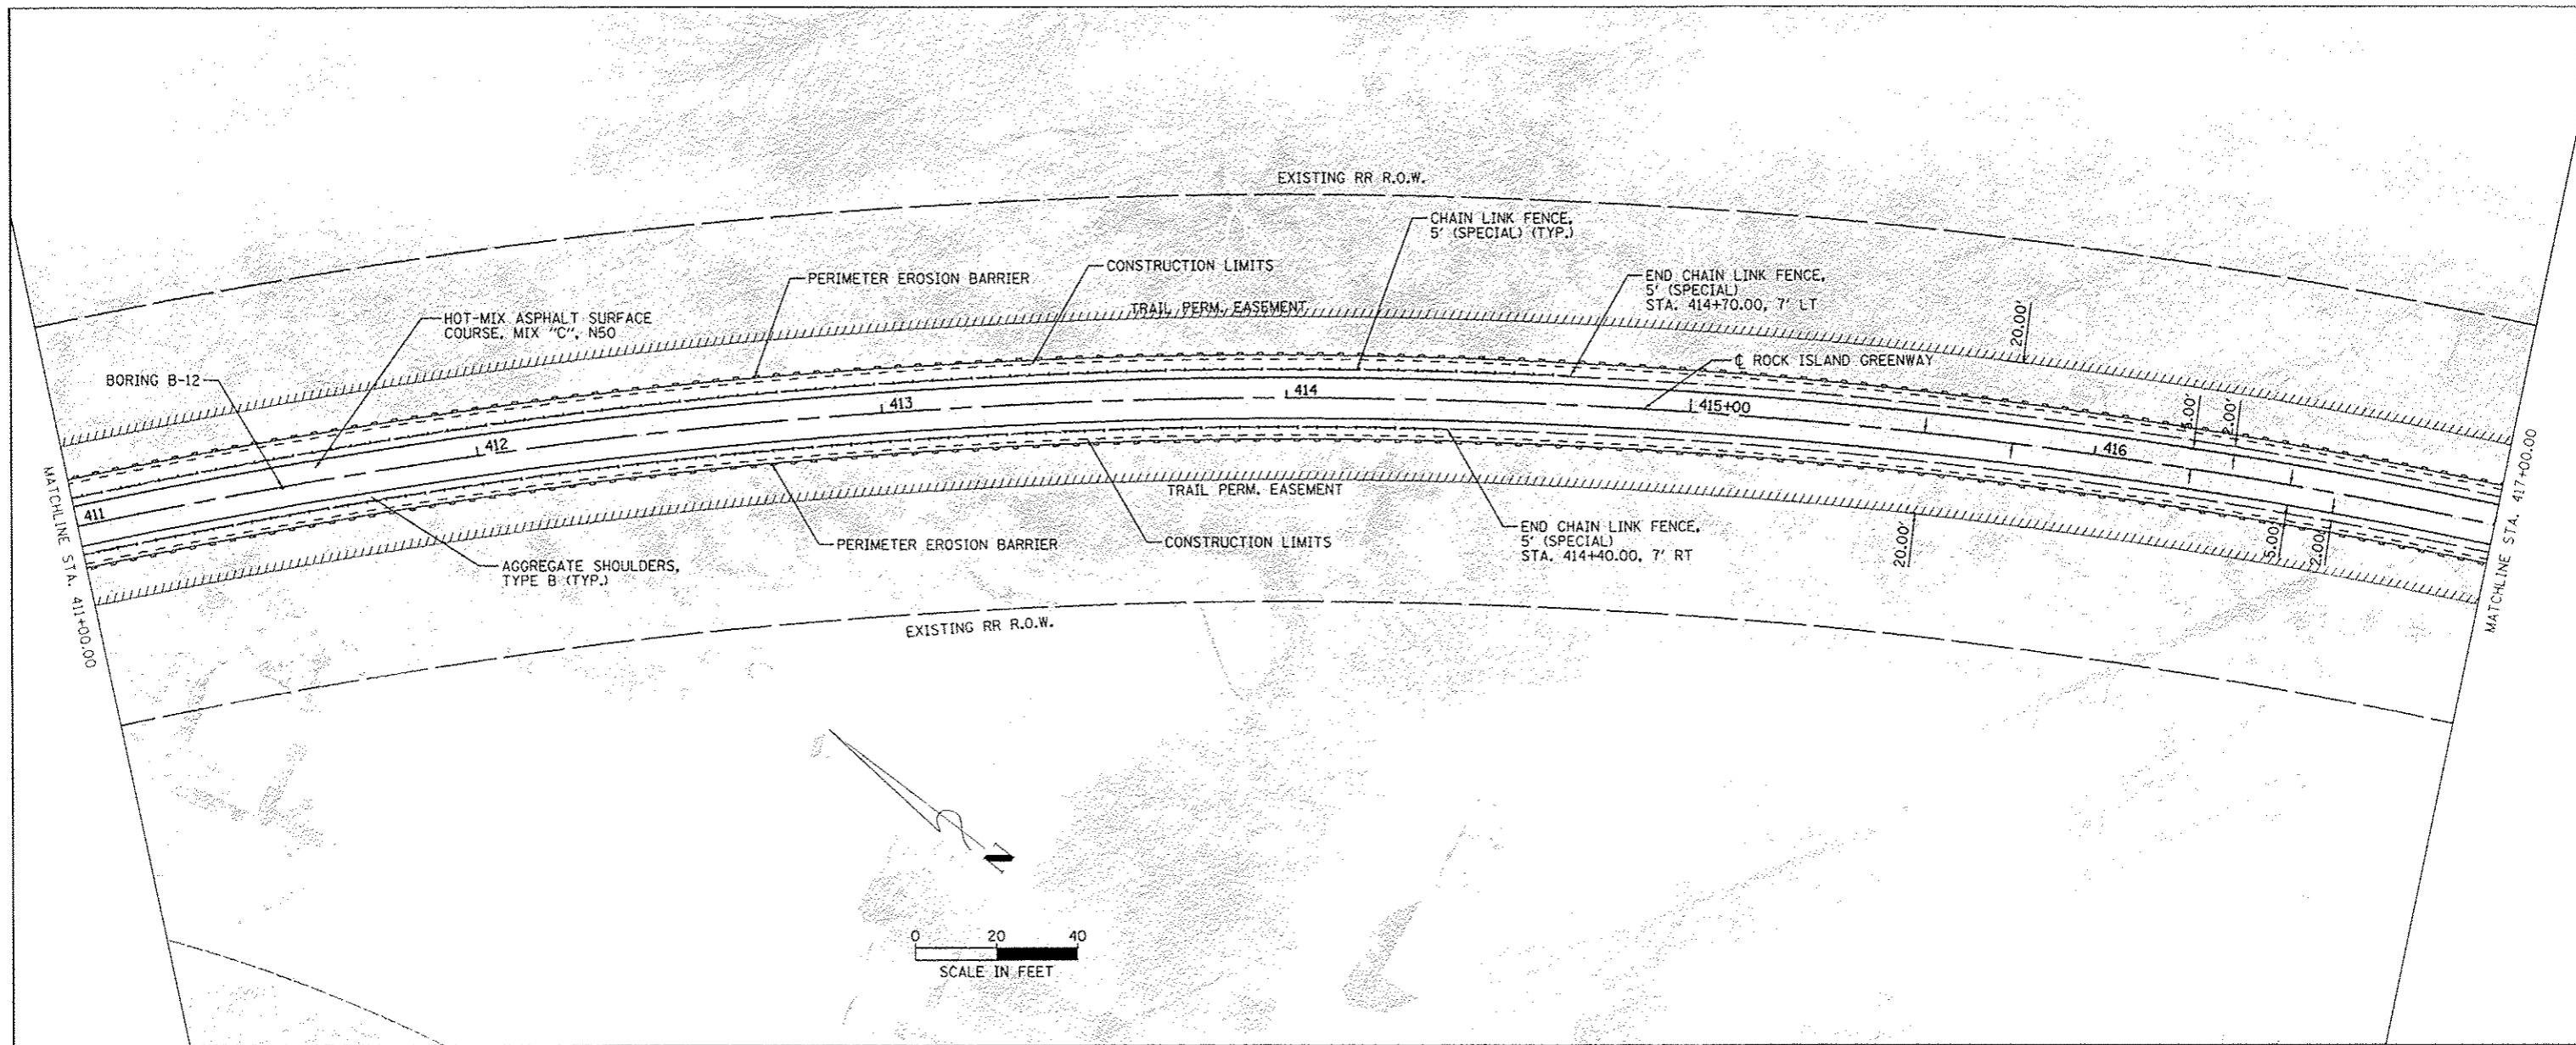 EXISTING RR R.O.W.
CHAIN LINK FENCE,
5' (SPECIAL) (TYP.)
CONSTRUCTION LIMITS
PERIMETER EROSION BARRIER
END CHAIN LINK FENCE,
5' (SPECIAL)
STA. 414+70.00, 7' LT
TRAIL PERM. EASEMENT
HOT-MIX ASPHALT SURFACE
COURSE, MIX "C", N50
20.00'
℄ ROCK ISLAND GREENWAY
BORING B-12
411
412
413
414
415+00
416
5.00'
2.00'
MATCHLINE STA. 411+00.00
MATCHLINE STA. 417+00.00
TRAIL PERM. EASEMENT
END CHAIN LINK FENCE,
5' (SPECIAL)
STA. 414+40.00, 7' RT
CONSTRUCTION LIMITS
PERIMETER EROSION BARRIER
AGGREGATE SHOULDERS,
TYPE B (TYP.)
20.00'
5.00'
2.00'
EXISTING RR R.O.W.
N
0 20 40
SCALE IN FEET